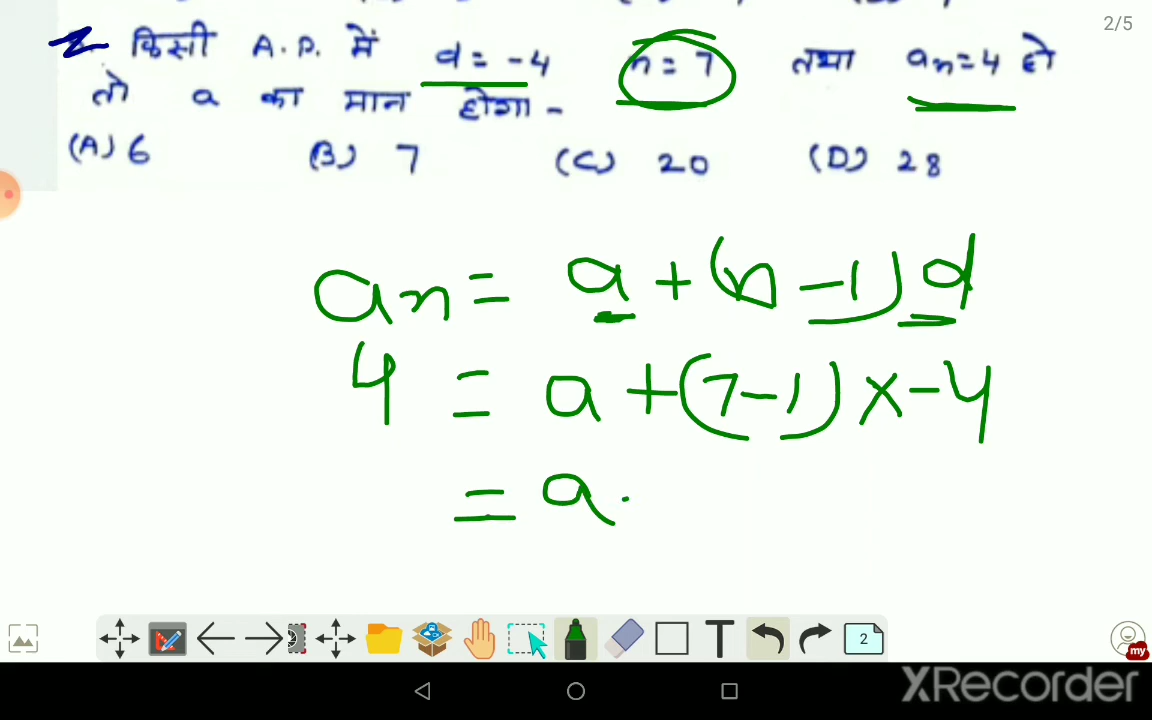 2/5
किसी A.P. में d = -4 n = 7 तथा an = 4 हो
तो a का मान होगा -
(A) 6 (B) 7 (C) 20 (D) 28
an = a + (n - 1) d
4 = a + (7 - 1) x - 4
= a
2
my
XRecorder